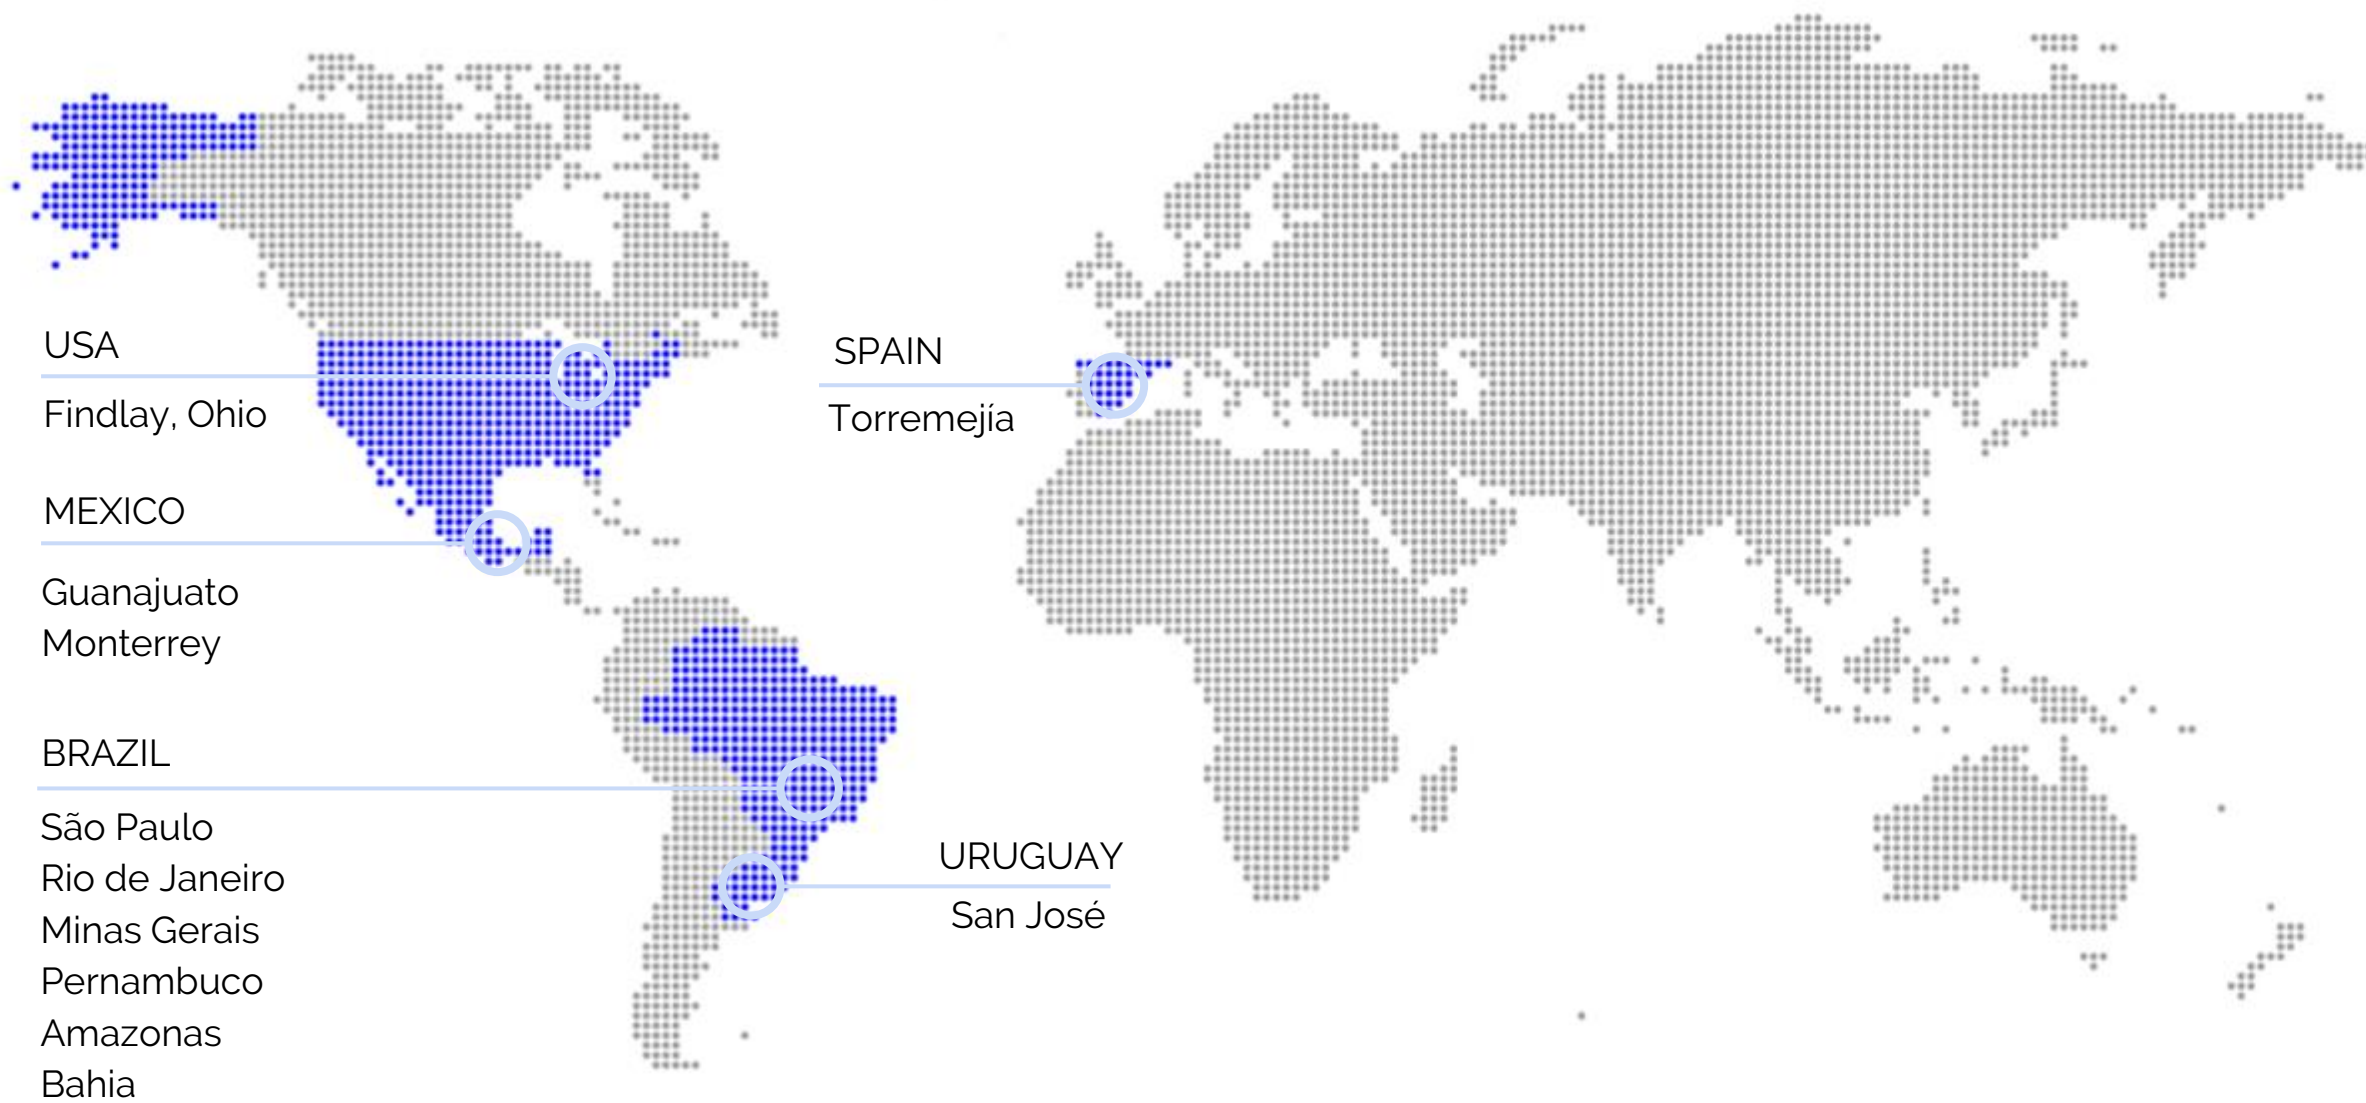 USA
Findlay, Ohio
MEXICO
Guanajuato
Monterrey
BRAZIL
São Paulo
Rio de Janeiro
Minas Gerais
Pernambuco
Amazonas
Bahia
SPAIN
Torremejía
URUGUAY
San José